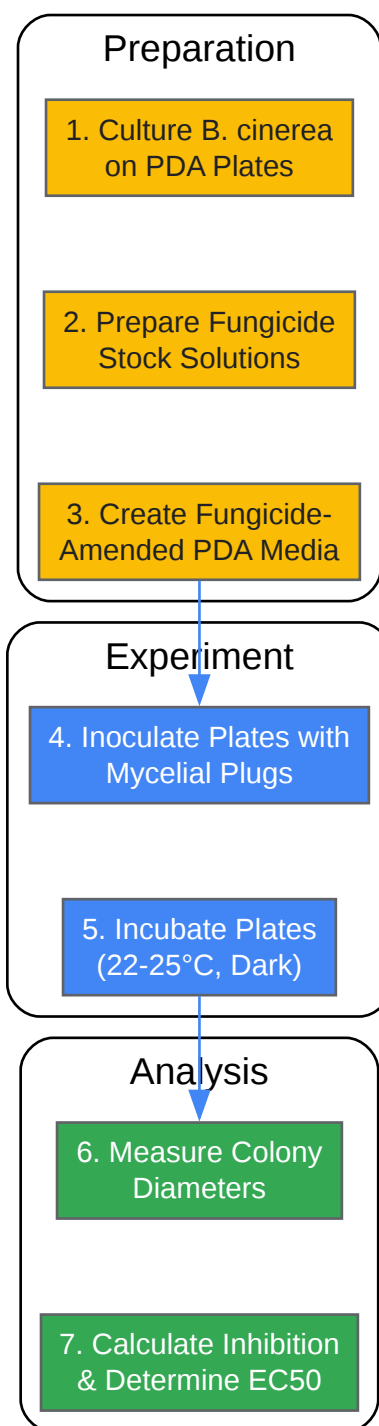 Preparation
1. Culture B. cinerea
on PDA Plates
2. Prepare Fungicide
Stock Solutions
3. Create Fungicide-
Amended PDA Media
Experiment
4. Inoculate Plates with
Mycelial Plugs
5. Incubate Plates
(22-25°C, Dark)
Analysis
6. Measure Colony
Diameters
7. Calculate Inhibition
& Determine EC50